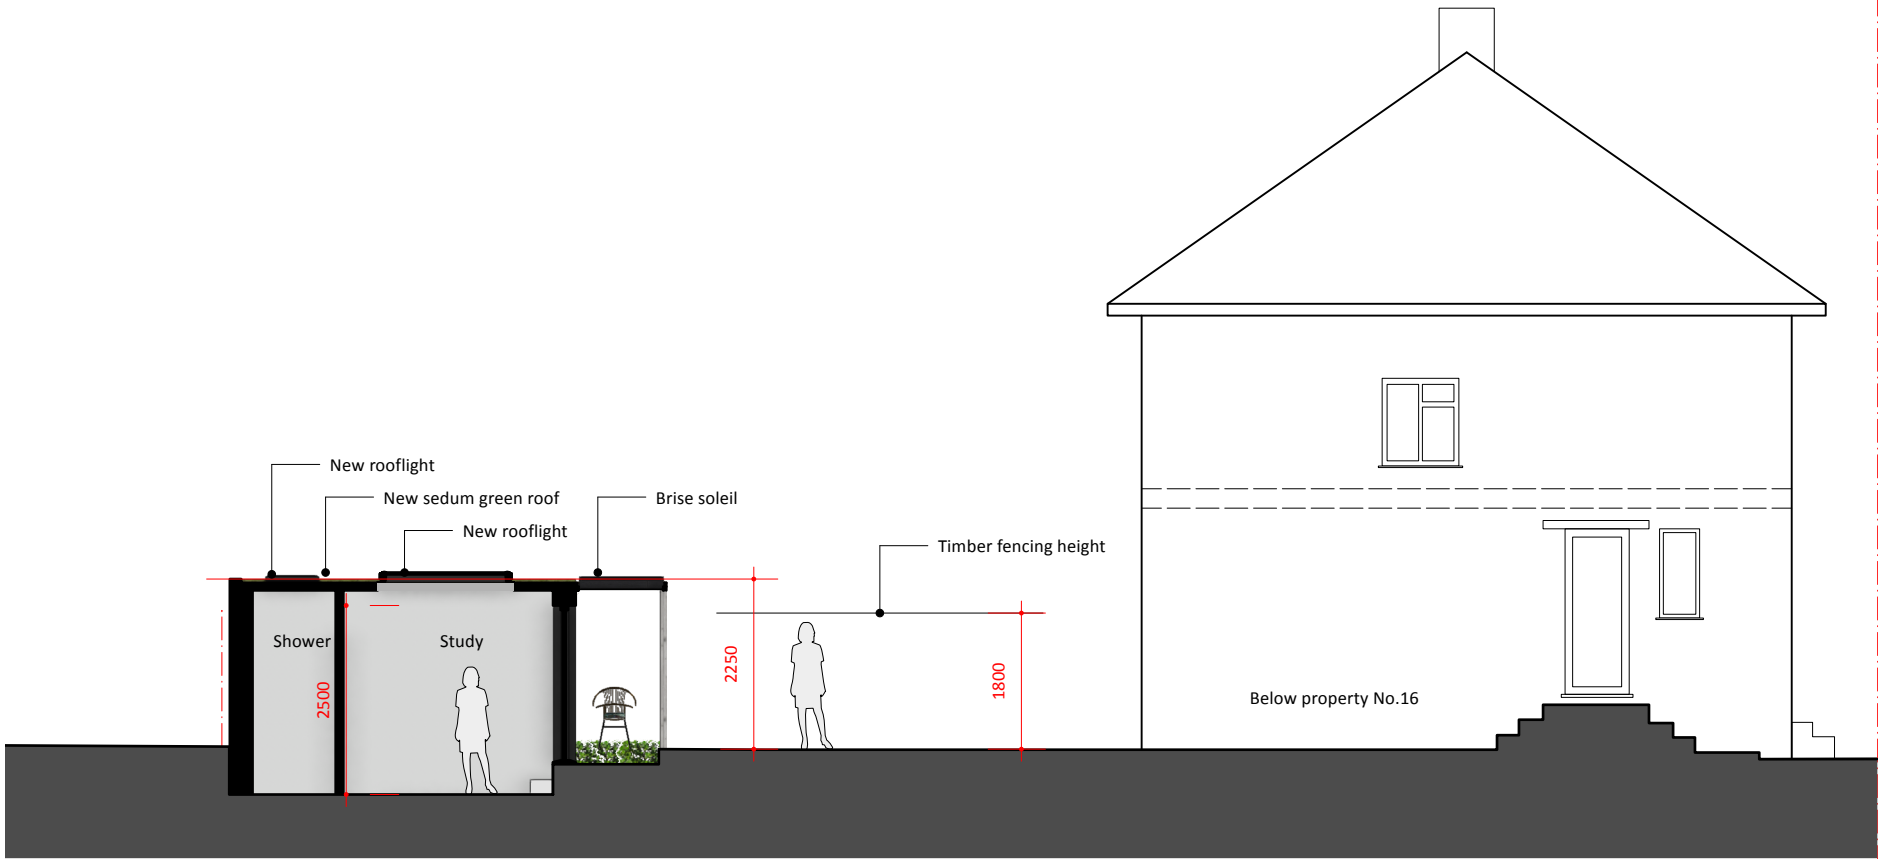 New rooflight
New sedum green roof
Brise soleil
New rooflight
Timber fencing height
Shower
Study
2250
1800
2500
Below property No.16